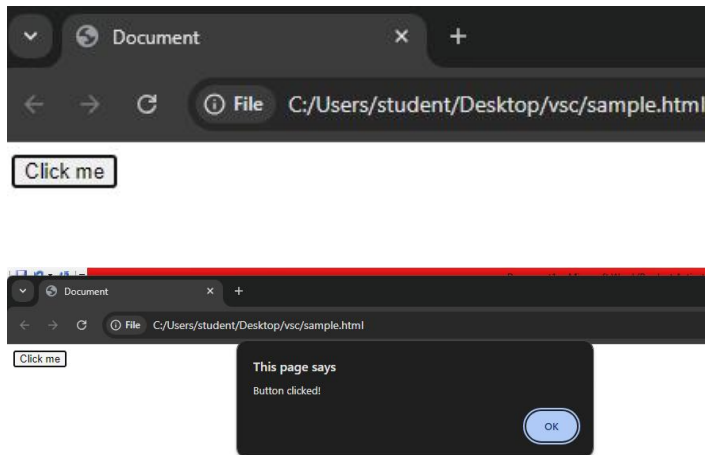 Document
File C:/Users/student/Desktop/vsc/sample.html
Click me
Document
File C:/Users/student/Desktop/vsc/sample.html
Click me
This page says
Button clicked!
OK